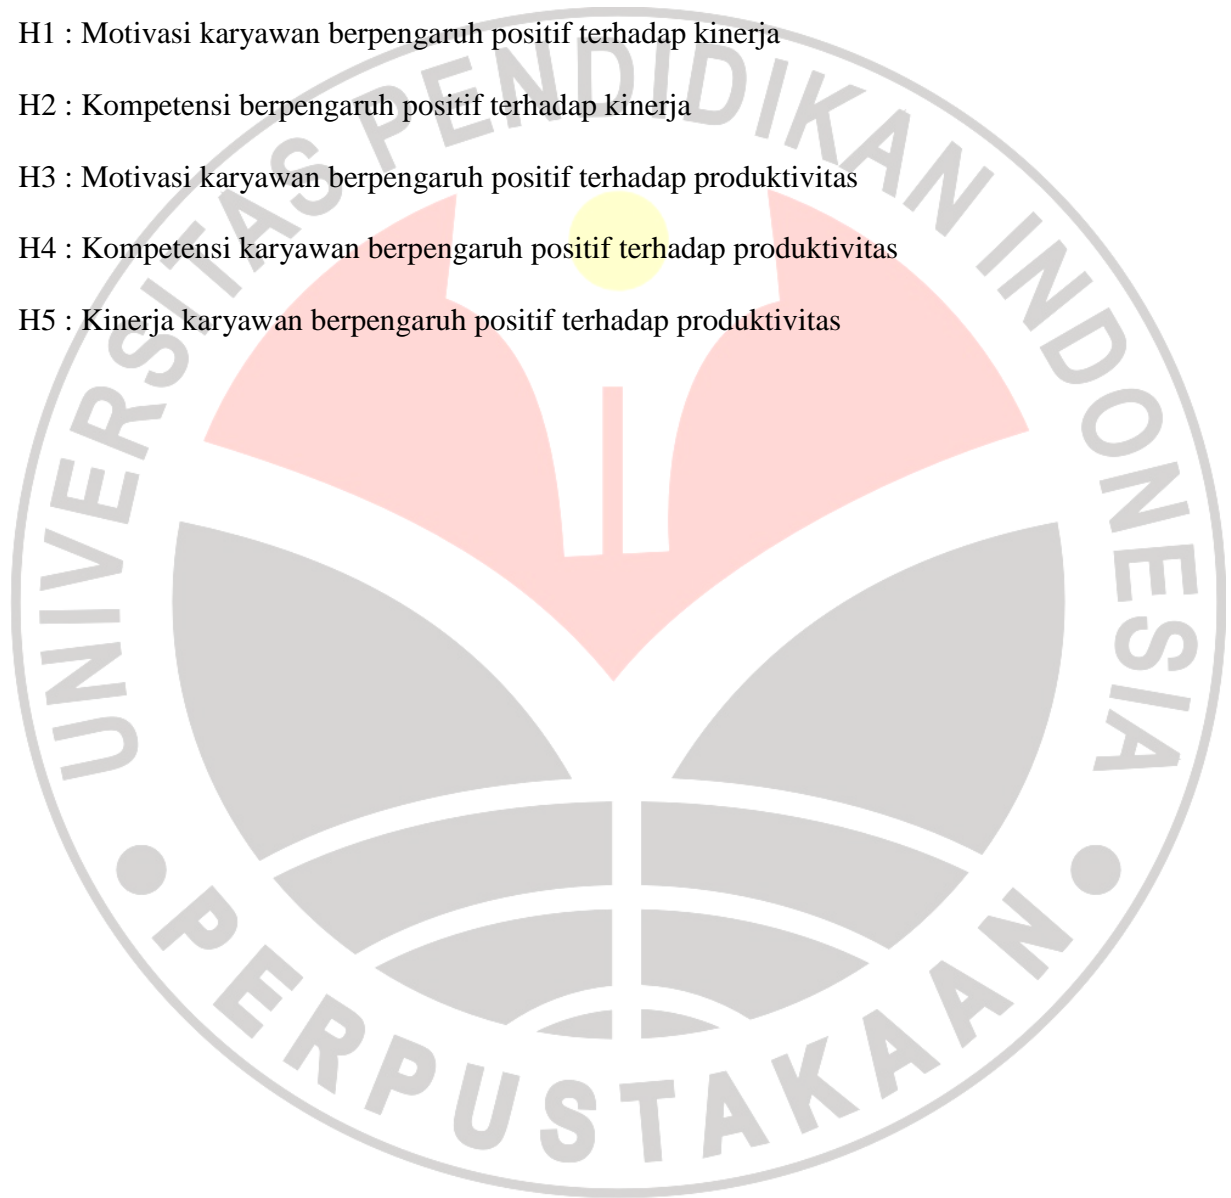 H1 : Motivasi karyawan berpengaruh positif terhadap kinerja
H2 : Kompetensi berpengaruh positif terhadap kinerja
H3 : Motivasi karyawan berpengaruh positif terhadap produktivitas
H4 : Kompetensi karyawan berpengaruh positif terhadap produktivitas
H5 : Kinerja karyawan berpengaruh positif terhadap produktivitas
UNIVERSITAS PENDIDIKAN INDONESIA
PERPUSTAKAAN